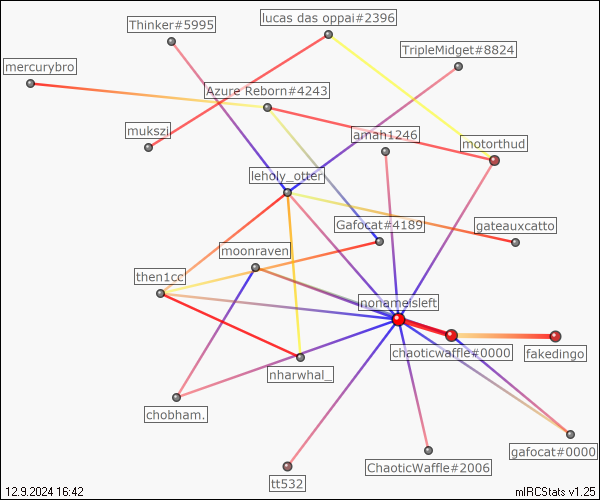 lucas das oppai#2396
Thinker#5995
TripleMidget#8824
mercurybro
Azure Reborn#4243
mukszi
amah1246
motorthud
leholy_otter
Gafocat#4189
gateauxcatto
moonraven
then1cc
nonameisleft
chaoticwaffle#0000
fakedingo
nharwhal_
chobham.
gafocat#0000
ChaoticWaffle#2006
tt532
12.9.2024 16:42
mIRCStats v1.25